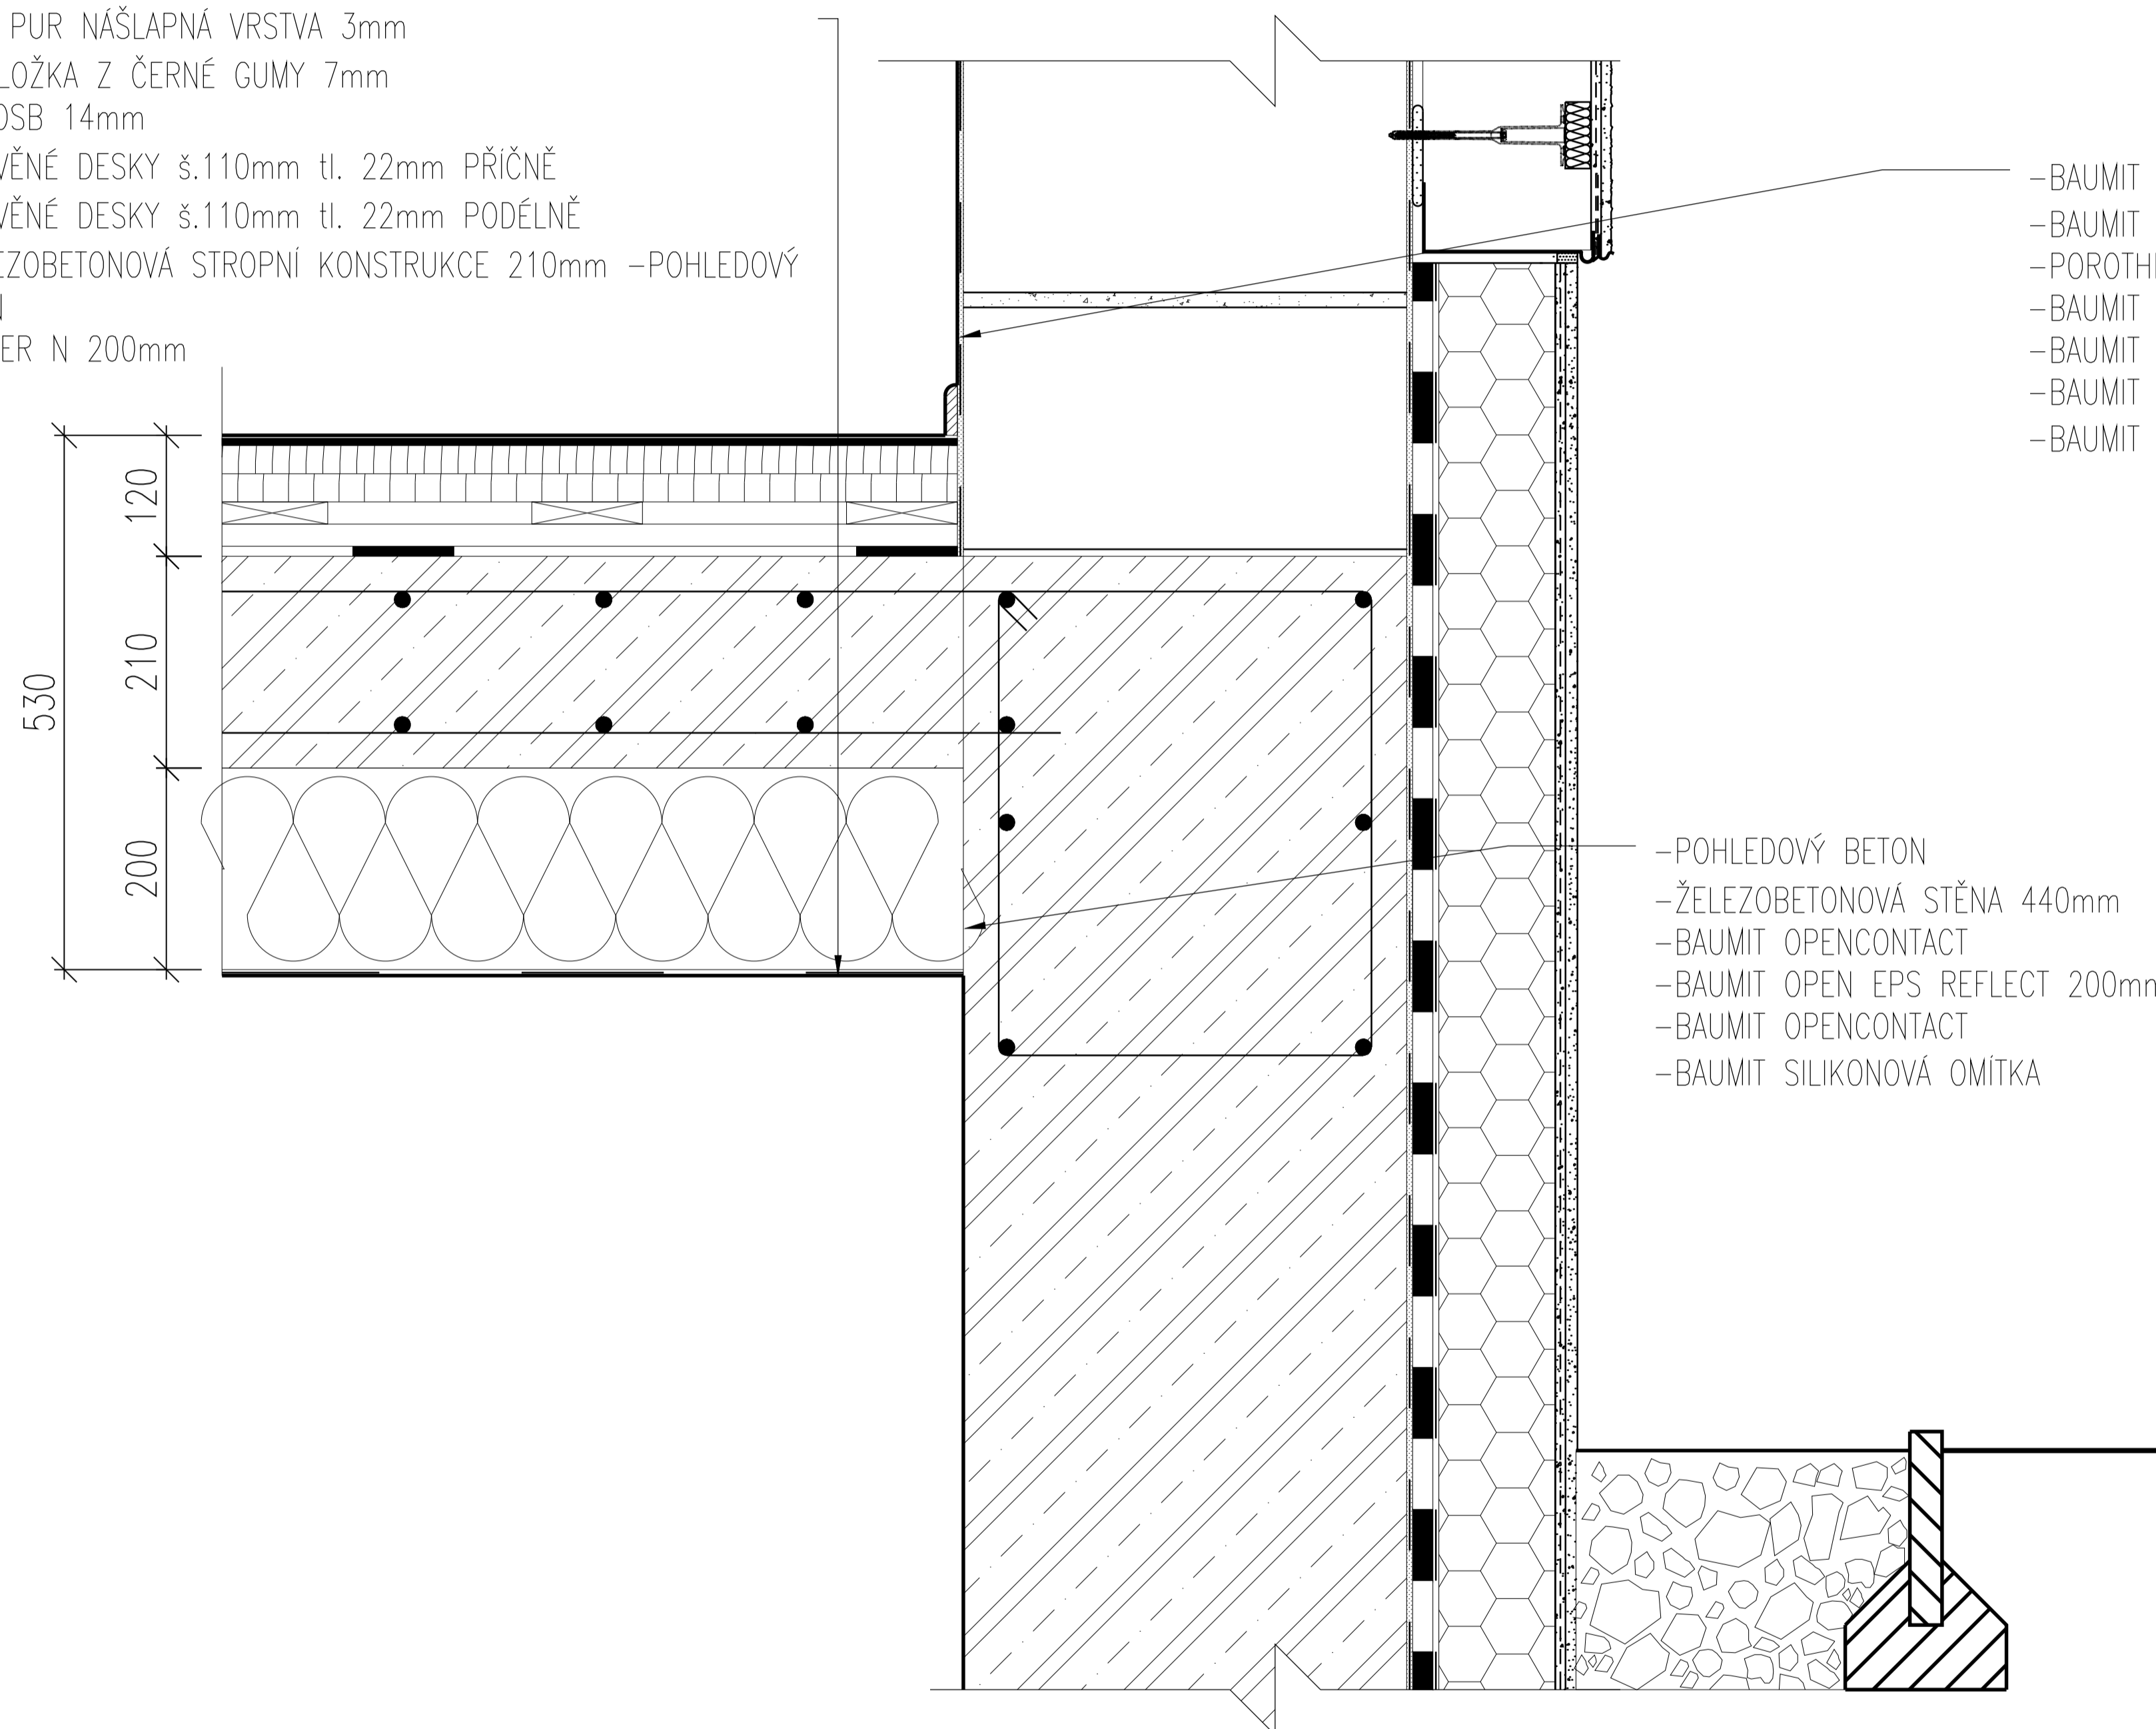 PUR NÁŠLAPNÁ VRSTVA 3mm
LOŽKA Z ČERNÉ GUMY 7mm
OSB 14mm
VĚNÉ DESKY š.110mm tl. 22mm PŘÍČNĚ
VĚNÉ DESKY š.110mm tl. 22mm PODÉLNĚ
EZOBETONOVÁ STROPNÍ KONSTRUKCE 210mm -POHLEDOVÝ
N
ER N 200mm
-BAUMIT
-BAUMIT
-POROTH
-BAUMIT
-BAUMIT
-BAUMIT
-BAUMIT
120
210
530
200
-POHLEDOVÝ BETON
-ŽELEZOBETONOVÁ STĚNA 440mm
-BAUMIT OPENCONTACT
-BAUMIT OPEN EPS REFLECT 200mm
-BAUMIT OPENCONTACT
-BAUMIT SILIKONOVÁ OMÍTKA